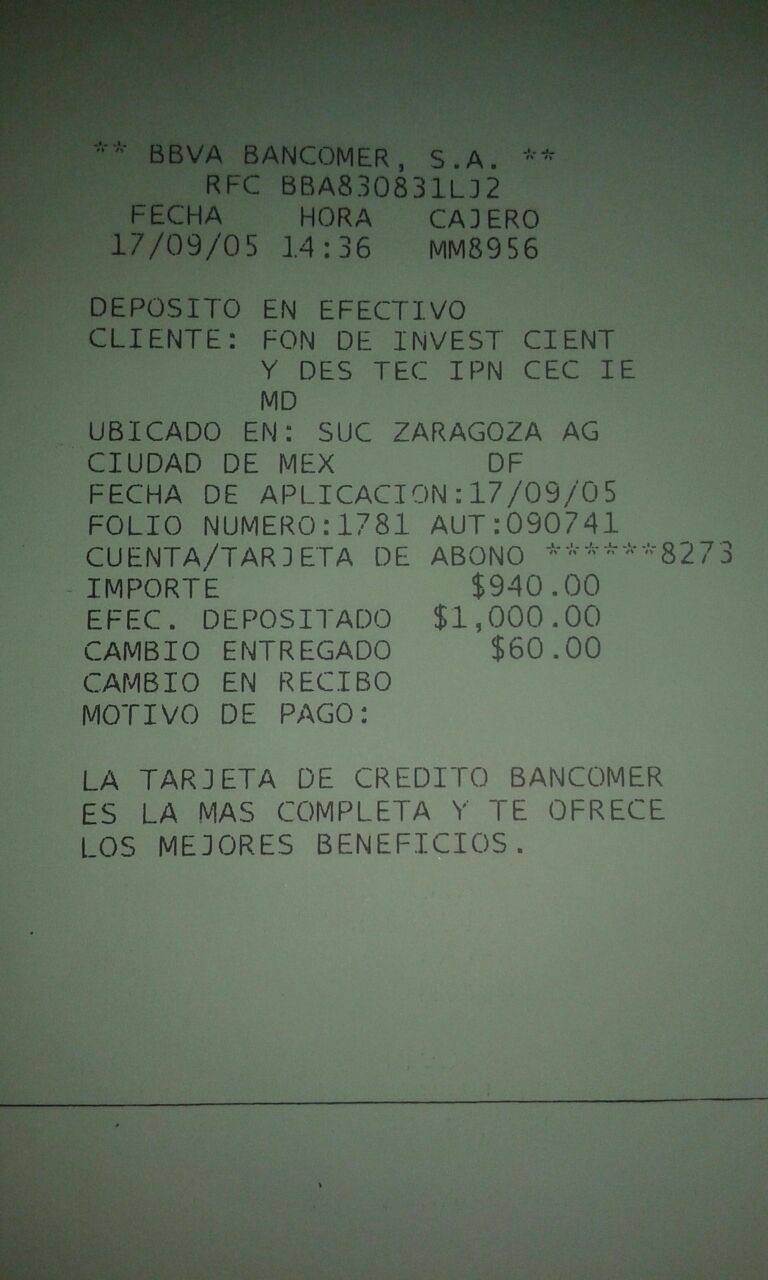 ** BBVA BANCOMER, S.A. **
RFC BBA830831LJ2
FECHA HORA CAJERO
17/09/05 14:36 MM8956
DEPOSITO EN EFECTIVO
CLIENTE: FON DE INVEST CIENT
Y DES TEC IPN CEC IE
MD
UBICADO EN: SUC ZARAGOZA AG
CIUDAD DE MEX DF
FECHA DE APLICACION:17/09/05
FOLIO NUMERO:1781 AUT:090741
CUENTA/TARJETA DE ABONO ******8273
IMPORTE $940.00
EFEC. DEPOSITADO $1,000.00
CAMBIO ENTREGADO $60.00
CAMBIO EN RECIBO
MOTIVO DE PAGO:
LA TARJETA DE CREDITO BANCOMER
ES LA MAS COMPLETA Y TE OFRECE
LOS MEJORES BENEFICIOS.